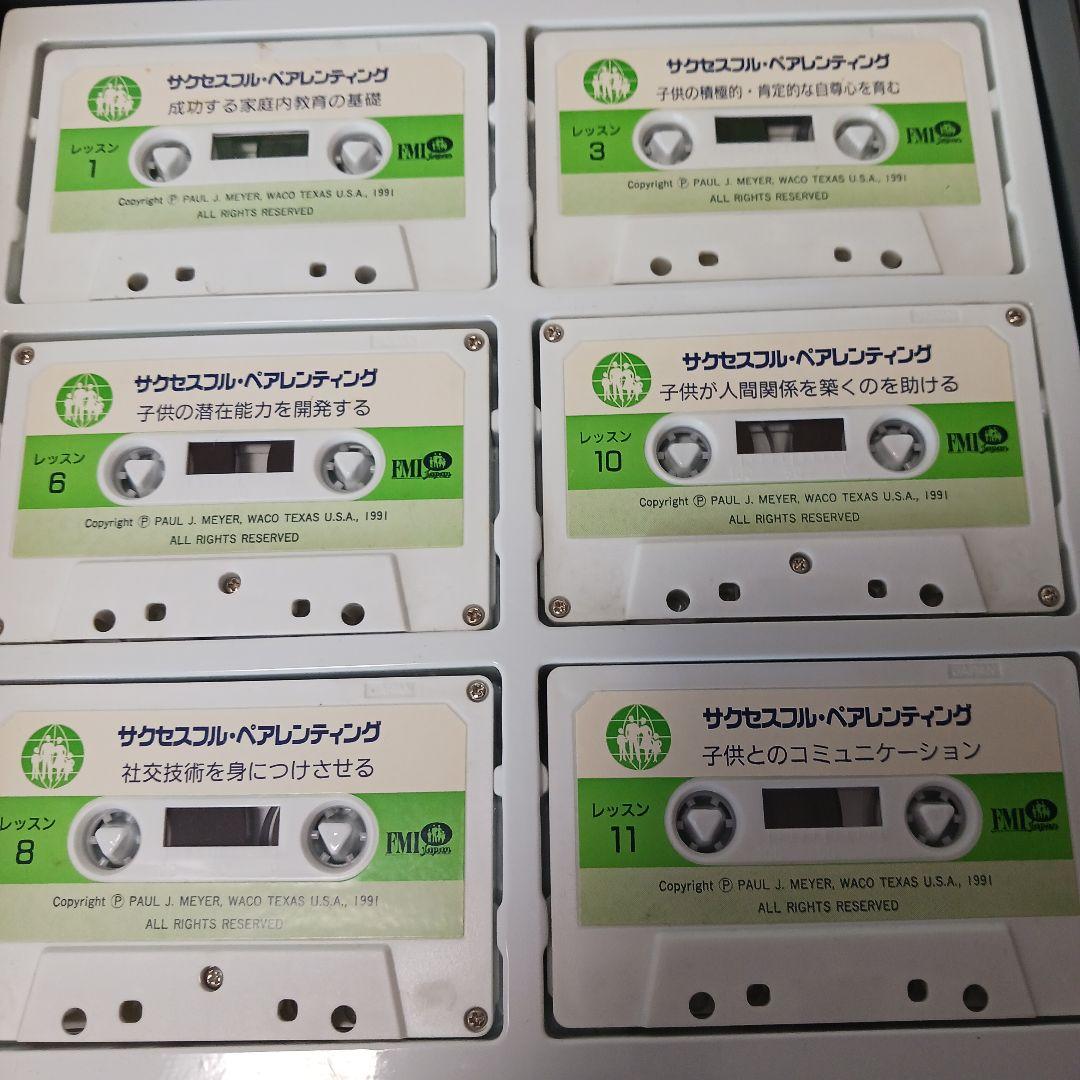 サクセスフル・ペアレンティング
成功する家庭内教育の基礎
レッスン
1
FMI Japan
Copyright Ⓟ PAUL J. MEYER, WACO TEXAS U.S.A., 1991
ALL RIGHTS RESERVED
サクセスフル・ペアレンティング
子供の積極的・肯定的な自尊心を育む
レッスン
3
FMI Japan
Copyright Ⓟ PAUL J. MEYER, WACO TEXAS U.S.A., 1991
ALL RIGHTS RESERVED
サクセスフル・ペアレンティング
子供の潜在能力を開発する
レッスン
6
FMI Japan
Copyright Ⓟ PAUL J. MEYER, WACO TEXAS U.S.A., 1991
ALL RIGHTS RESERVED
サクセスフル・ペアレンティング
子供が人間関係を築くのを助ける
レッスン
10
FMI Japan
Copyright Ⓟ PAUL J. MEYER, WACO TEXAS U.S.A., 1991
ALL RIGHTS RESERVED
サクセスフル・ペアレンティング
社交技術を身につけさせる
レッスン
8
FMI Japan
Copyright Ⓟ PAUL J. MEYER, WACO TEXAS U.S.A., 1991
ALL RIGHTS RESERVED
サクセスフル・ペアレンティング
子供とのコミュニケーション
レッスン
11
FMI Japan
Copyright Ⓟ PAUL J. MEYER, WACO TEXAS U.S.A., 1991
ALL RIGHTS RESERVED